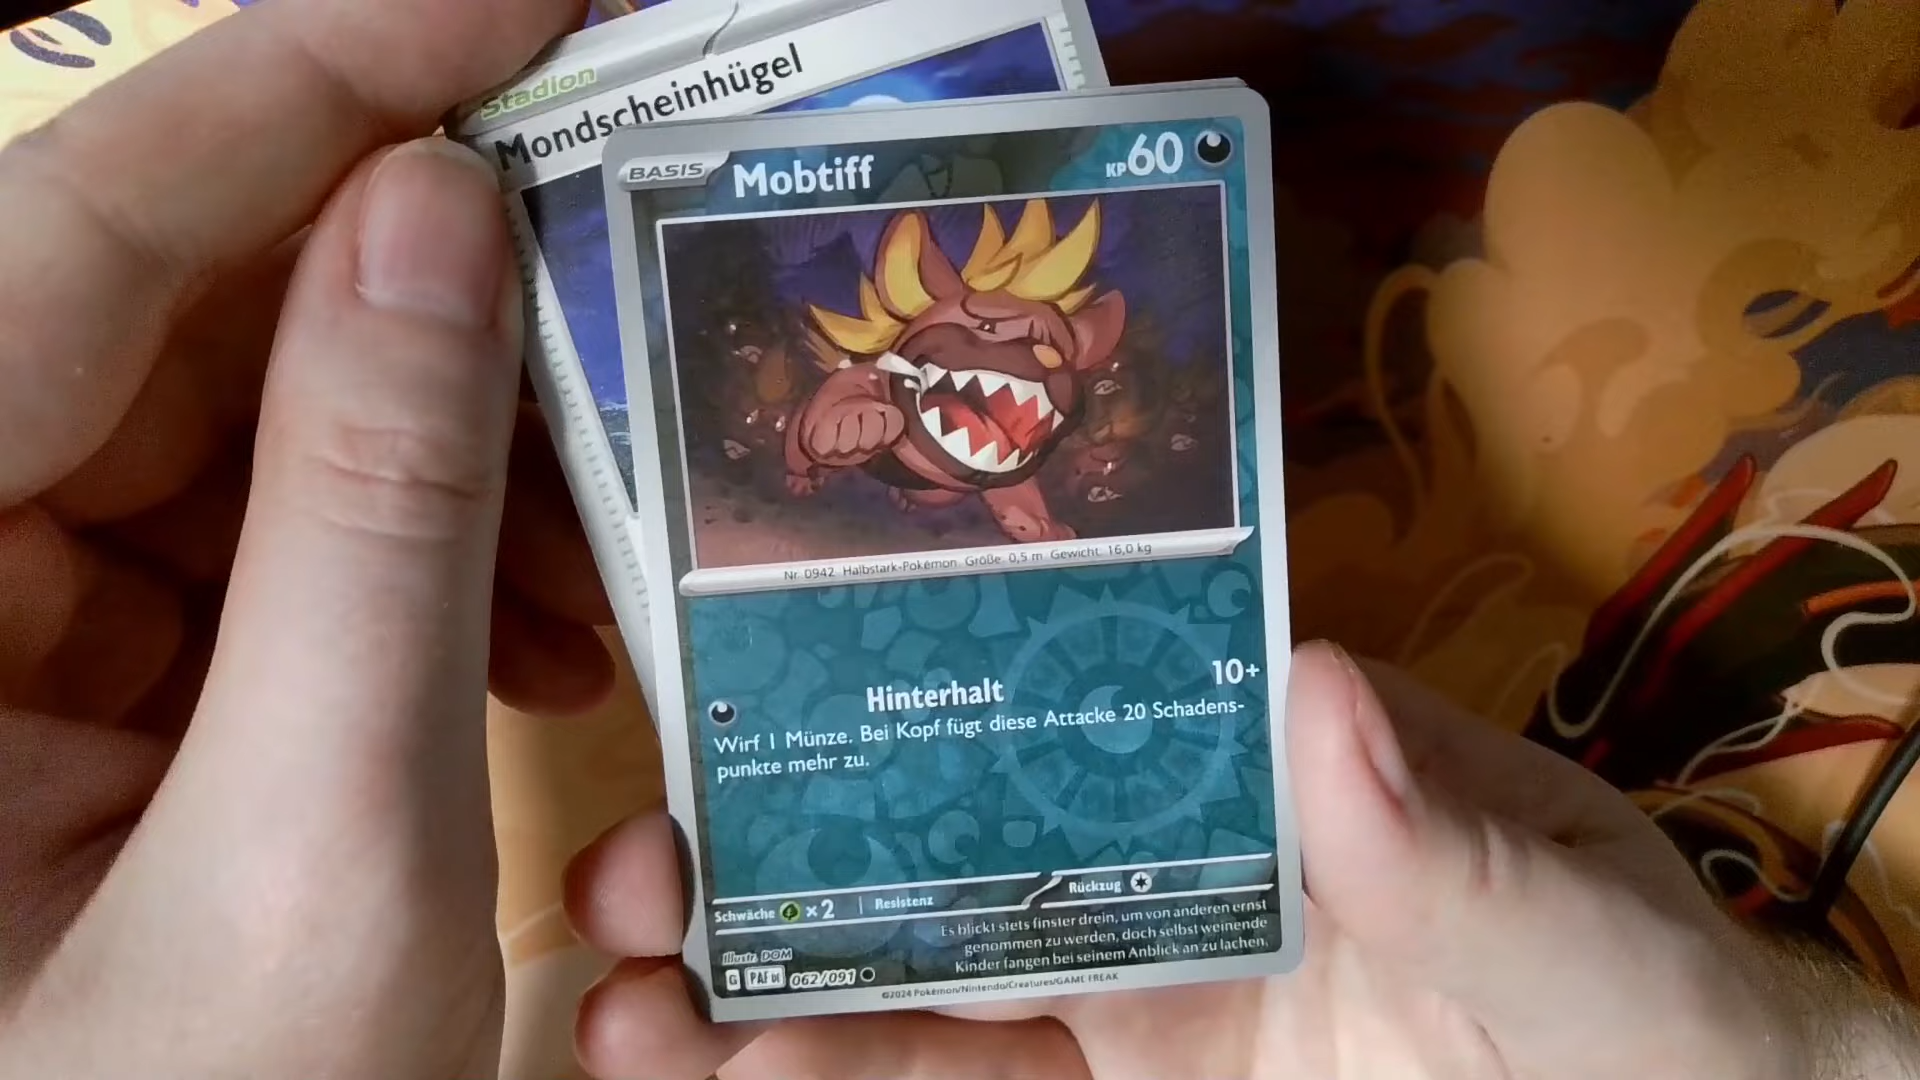 Stadion
Mondscheinhügel
BASIS Mobtiff KP60
Nr. 0942 Halbstark-Pokémon Größe: 0,5 m Gewicht: 16,0 kg
Hinterhalt 10+
Wirf 1 Münze. Bei Kopf fügt diese Attacke 20 Schadens-
punkte mehr zu.
Schwäche ×2 Resistenz Rückzug
Es blickt stets finster drein, um von anderen ernst
genommen zu werden, doch selbst weinende
Kinder fangen bei seinem Anblick an zu lachen.
Illustr. DOM
G PAF DE 062/091
©2024 Pokémon/Nintendo/Creatures/GAME FREAK